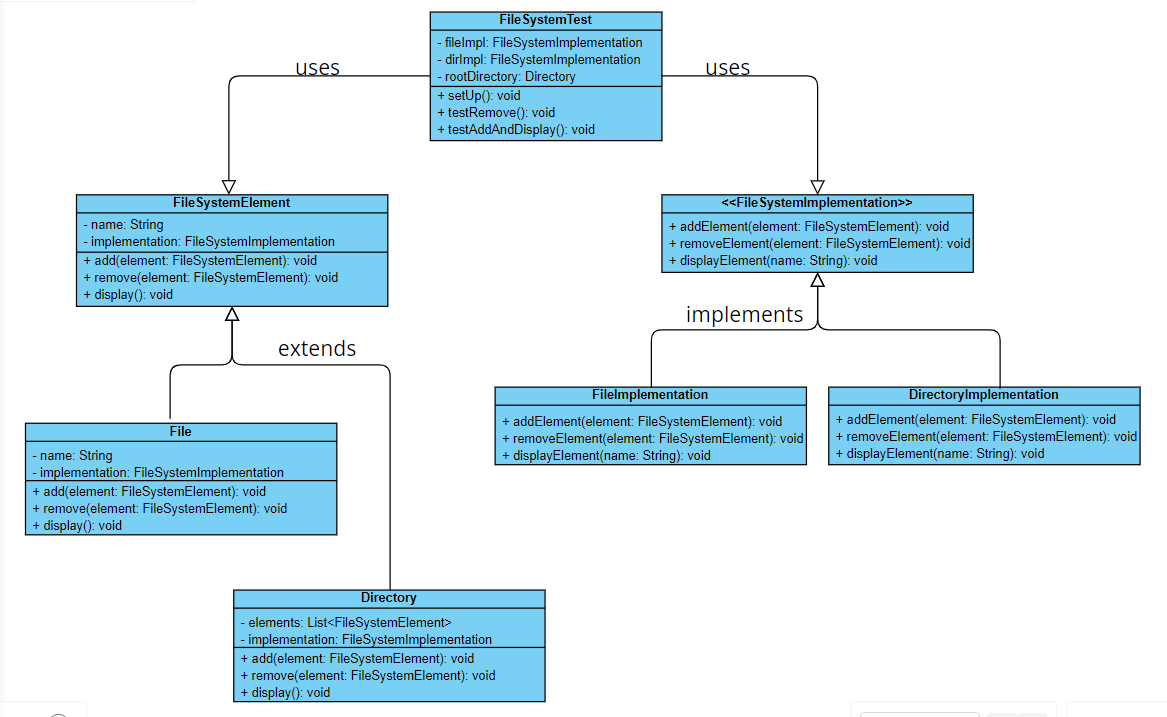 FileSystemTest
- fileImpl: FileSystemImplementation
- dirImpl: FileSystemImplementation
- rootDirectory: Directory
+ setUp(): void
+ testRemove(): void
+ testAddAndDisplay(): void
uses
uses
FileSystemElement
- name: String
- implementation: FileSystemImplementation
+ add(element: FileSystemElement): void
+ remove(element: FileSystemElement): void
+ display(): void
<<FileSystemImplementation>>
+ addElement(element: FileSystemElement): void
+ removeElement(element: FileSystemElement): void
+ displayElement(name: String): void
extends
implements
File
- name: String
- implementation: FileSystemImplementation
+ add(element: FileSystemElement): void
+ remove(element: FileSystemElement): void
+ display(): void
FileImplementation
+ addElement(element: FileSystemElement): void
+ removeElement(element: FileSystemElement): void
+ displayElement(name: String): void
DirectoryImplementation
+ addElement(element: FileSystemElement): void
+ removeElement(element: FileSystemElement): void
+ displayElement(name: String): void
Directory
- elements: List<FileSystemElement>
- implementation: FileSystemImplementation
+ add(element: FileSystemElement): void
+ remove(element: FileSystemElement): void
+ display(): void